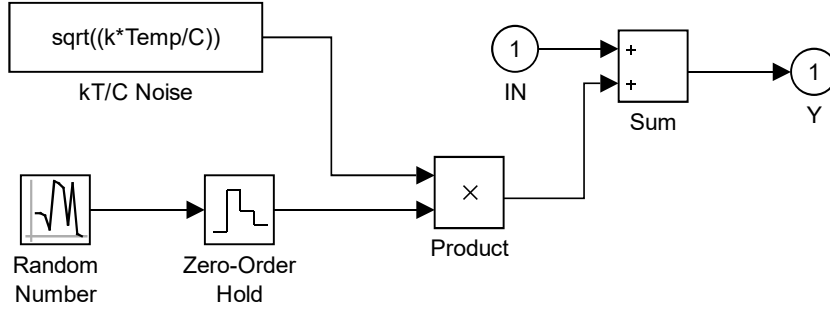 sqrt((k*Temp/C))
kT/C Noise
1
IN
+
+
Sum
1
Y
×
Product
Random
Number
Zero-Order
Hold